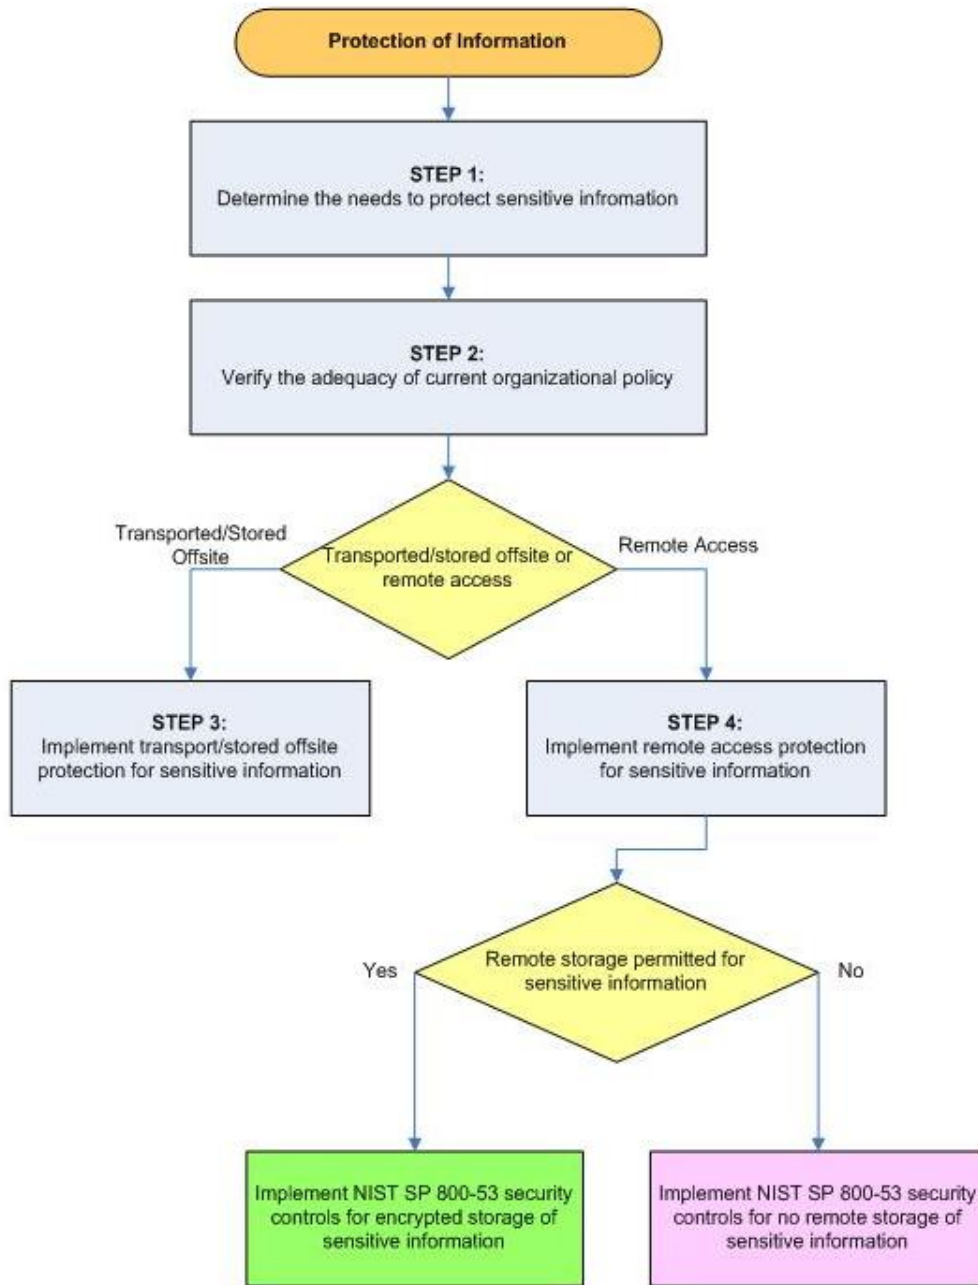 Protection of Information
STEP 1:
Determine the needs to protect sensitive infromation
STEP 2:
Verify the adequacy of current organizational policy
Transported/Stored
Offsite
Transported/stored offsite or
remote access
Remote Access
STEP 3:
Implement transport/stored offsite
protection for sensitive information
STEP 4:
Implement remote access protection
for sensitive information
Yes
Remote storage permitted for
sensitive information
No
Implement NIST SP 800-53 security
controls for encrypted storage of
sensitive information
Implement NIST SP 800-53 security
controls for no remote storage of
sensitive information